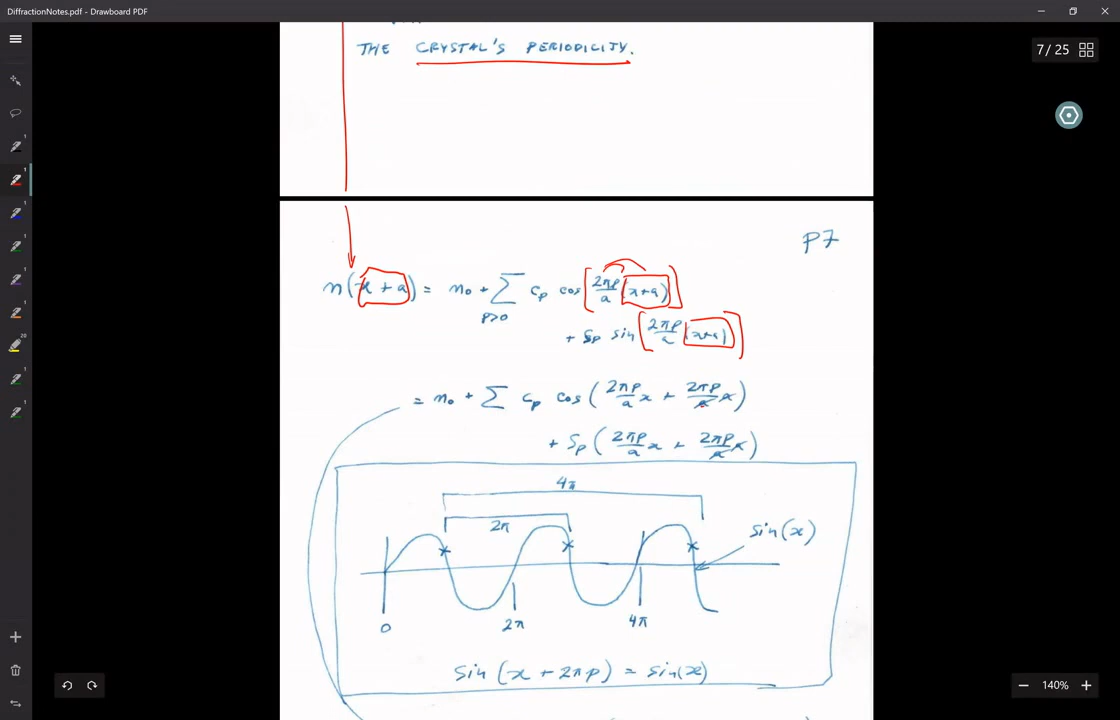 DiffractionNotes.pdf - Drawboard PDF
7 / 25
THE CRYSTAL'S PERIODICITY.
P7
n(x+a) = n₀ + ∑ Cp cos[2πp/a (x+a)]
p>0
+ Sp sin[2πp/a (x+a)]
= n₀ + ∑ Cp cos(2πp/a x + 2πp/a a)
+ Sp (2πp/a x + 2πp/a a)
4π
2π
sin(x)
0 2π 4π
sin(x + 2πp) = sin(x)
140%